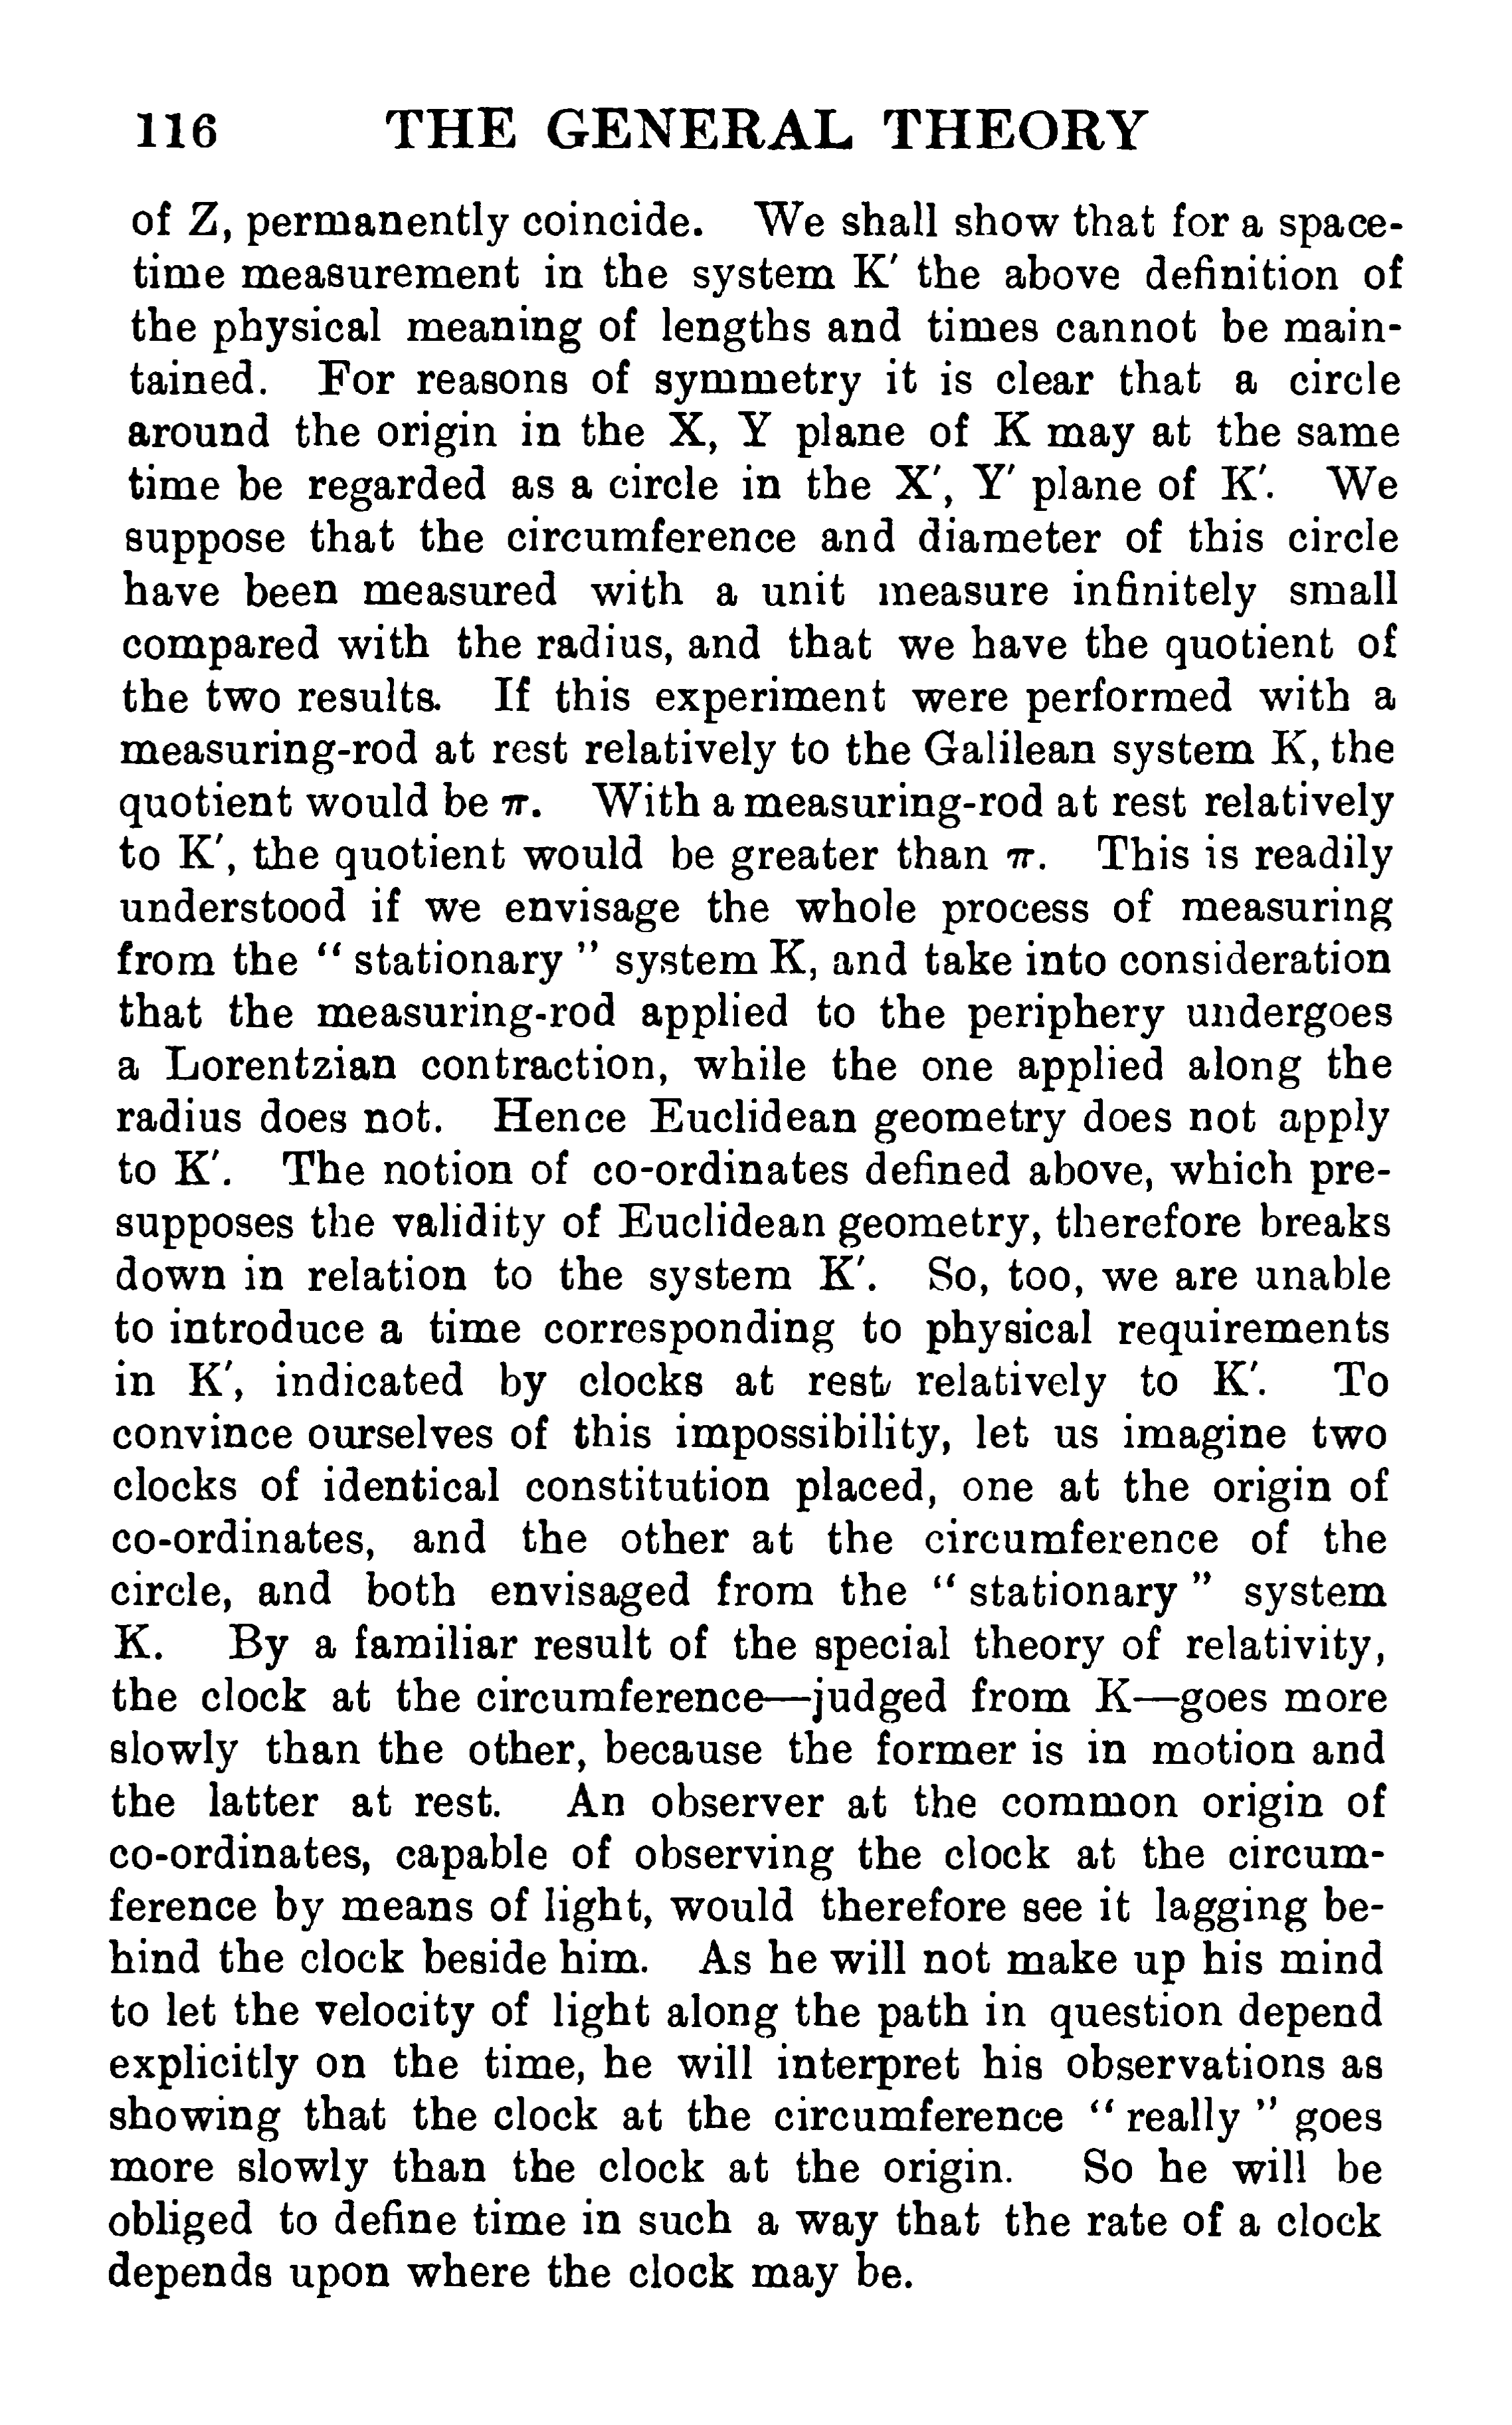 116 THE GENERAL THEORY
of Z, permanently coincide. We shall show that for a space-
time measurement in the system K′ the above definition of
the physical meaning of lengths and times cannot be main-
tained. For reasons of symmetry it is clear that a circle
around the origin in the X, Y plane of K may at the same
time be regarded as a circle in the X′, Y′ plane of K′. We
suppose that the circumference and diameter of this circle
have been measured with a unit measure infinitely small
compared with the radius, and that we have the quotient of
the two results. If this experiment were performed with a
measuring-rod at rest relatively to the Galilean system K, the
quotient would be π. With a measuring-rod at rest relatively
to K′, the quotient would be greater than π. This is readily
understood if we envisage the whole process of measuring
from the “ stationary ” system K, and take into consideration
that the measuring-rod applied to the periphery undergoes
a Lorentzian contraction, while the one applied along the
radius does not. Hence Euclidean geometry does not apply
to K′. The notion of co-ordinates defined above, which pre-
supposes the validity of Euclidean geometry, therefore breaks
down in relation to the system K′. So, too, we are unable
to introduce a time corresponding to physical requirements
in K′, indicated by clocks at rest relatively to K′. To
convince ourselves of this impossibility, let us imagine two
clocks of identical constitution placed, one at the origin of
co-ordinates, and the other at the circumference of the
circle, and both envisaged from the “ stationary ” system
K. By a familiar result of the special theory of relativity,
the clock at the circumference—judged from K—goes more
slowly than the other, because the former is in motion and
the latter at rest. An observer at the common origin of
co-ordinates, capable of observing the clock at the circum-
ference by means of light, would therefore see it lagging be-
hind the clock beside him. As he will not make up his mind
to let the velocity of light along the path in question depend
explicitly on the time, he will interpret his observations as
showing that the clock at the circumference “ really ” goes
more slowly than the clock at the origin. So he will be
obliged to define time in such a way that the rate of a clock
depends upon where the clock may be.